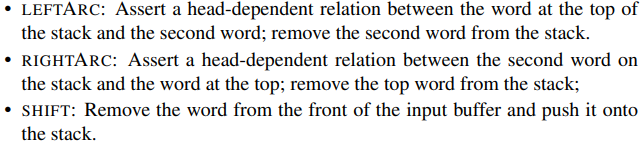 • LEFTARC: Assert a head-dependent relation between the word at the top of
the stack and the second word; remove the second word from the stack.
• RIGHTARC: Assert a head-dependent relation between the second word on
the stack and the word at the top; remove the top word from the stack;
• SHIFT: Remove the word from the front of the input buffer and push it onto
the stack.